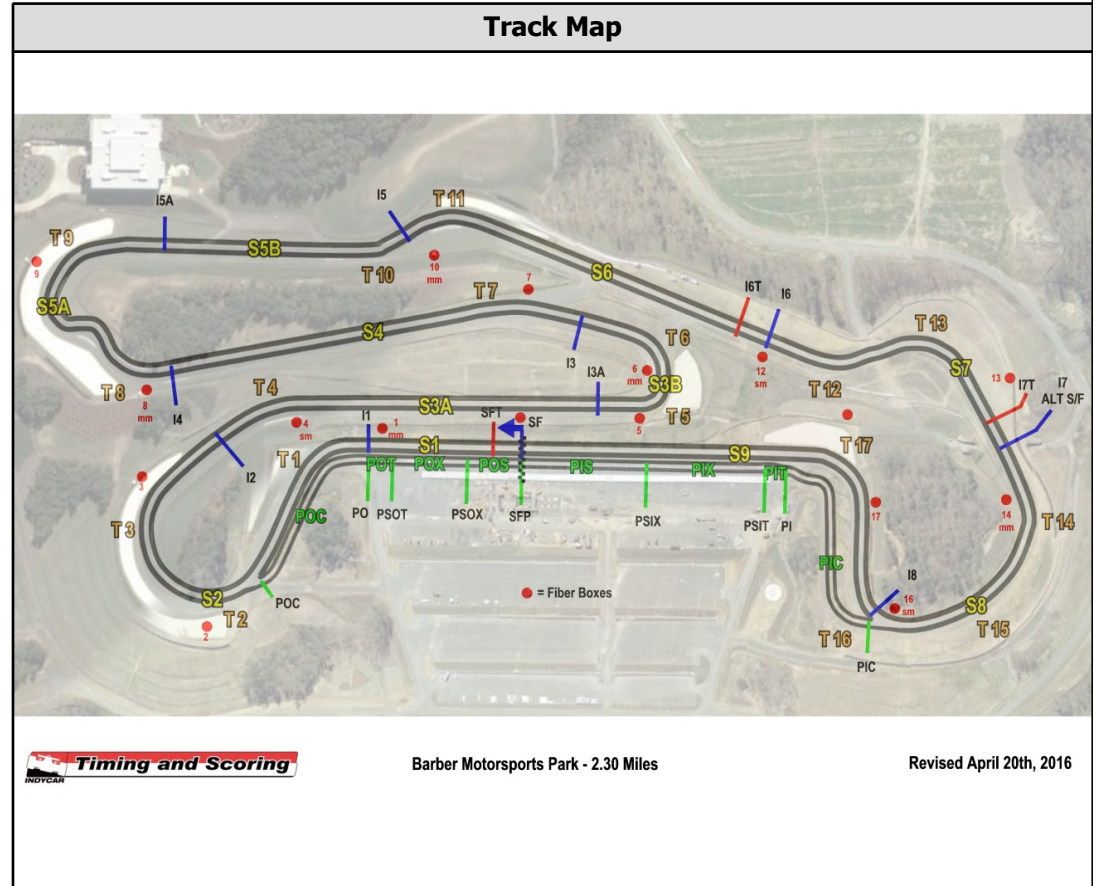 Track Map
I5A
I5
T 11
T 9
S5B
9
T 10
10
mm
7
T 7
S6
I6T
I6
S5A
S4
T 6
T 13
I3
6
mm
I3A
S3B
12
sm
S7
13
I7T
I7
ALT S/F
T 12
T 8
8
mm
I4
T 4
S3A
T 5
5
4
sm
I1
1
mm
SFT
SF
T 17
T 1
S1
S9
I2
3
POT
POX
POS
PIS
PIX
PIT
T 3
POC
PO
PSOT
PSOX
SFP
PSIX
PSIT
PI
17
14
mm
T 14
PIC
I8
= Fiber Boxes
POC
S2
T 2
2
16
sm
S8
T 16
T 15
PIC
INDYCAR
Timing and Scoring
Barber Motorsports Park - 2.30 Miles
Revised April 20th, 2016